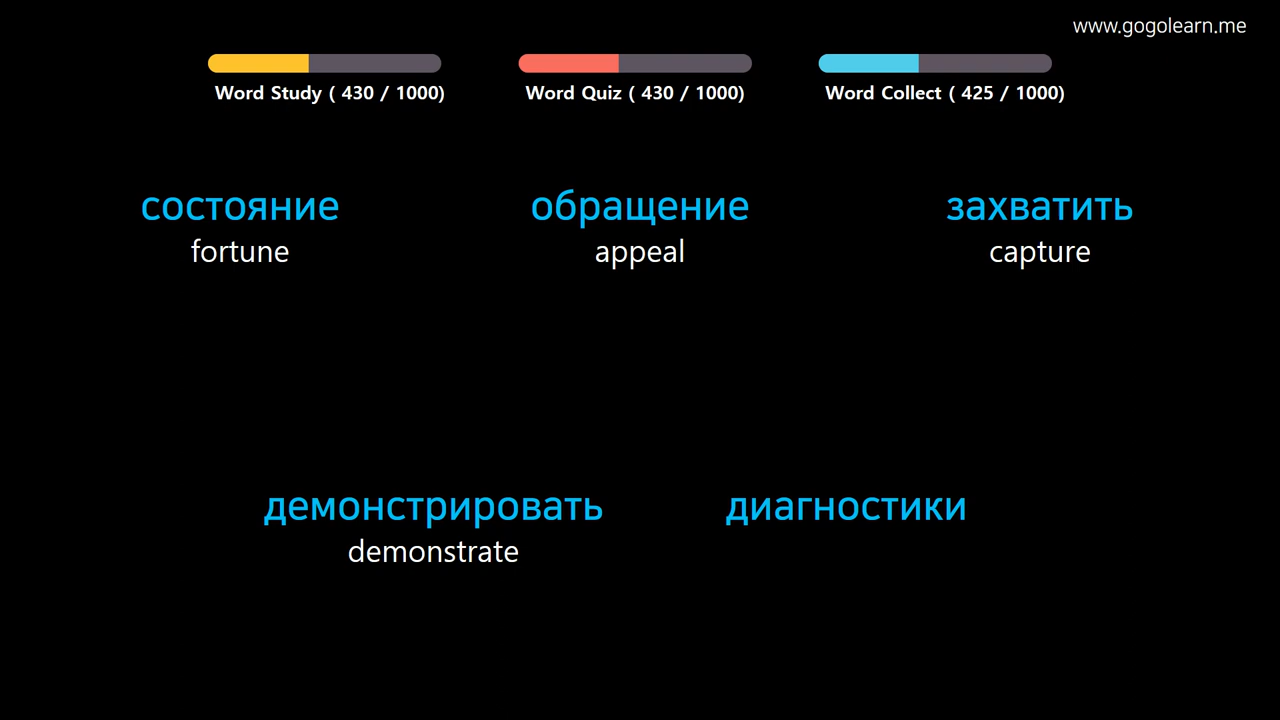 www.gogolearn.me
Word Study ( 430 / 1000)
Word Quiz ( 430 / 1000)
Word Collect ( 425 / 1000)
состояние
fortune
обращение
appeal
захватить
capture
демонстрировать
demonstrate
диагностики